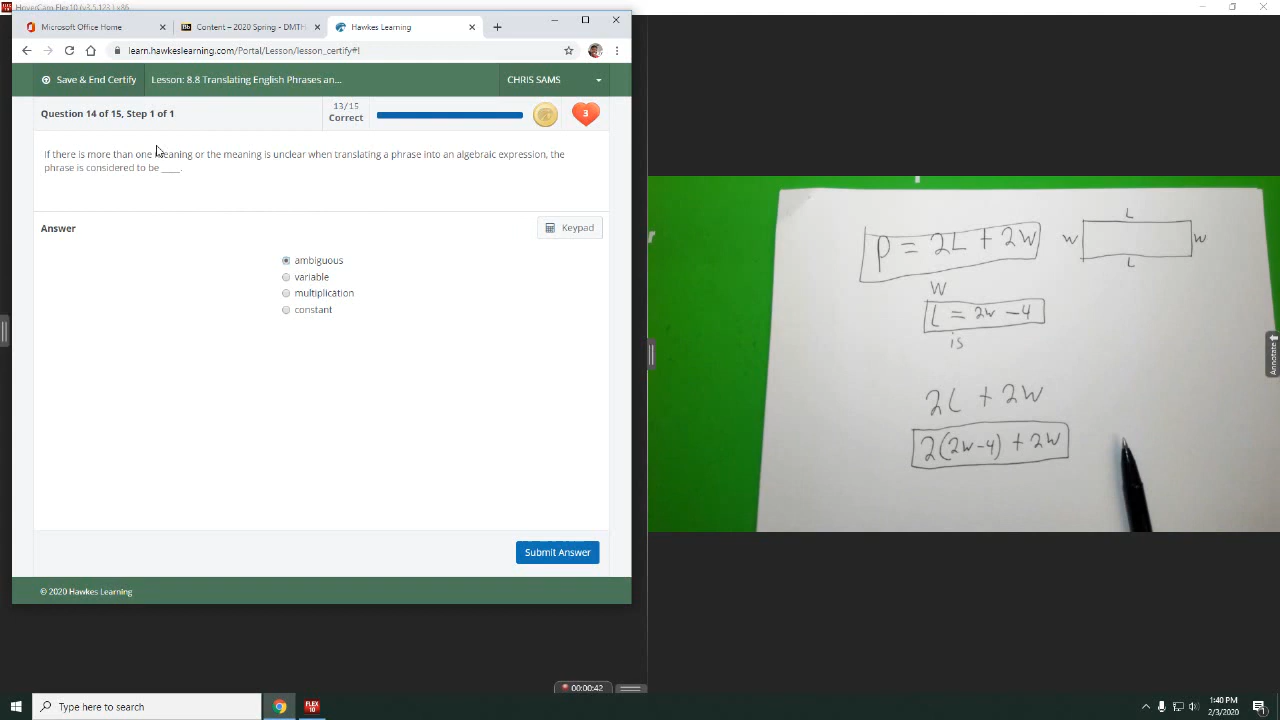 HoverCam Flex10 (v3.5.123) x86
Microsoft Office Home
Content – 2020 Spring - DMTH
Hawkes Learning
learn.hawkeslearning.com/Portal/Lesson/lesson_certify#!
Save & End Certify
Lesson: 8.8 Translating English Phrases an...
CHRIS SAMS
Question 14 of 15, Step 1 of 1
13/15
Correct
3
If there is more than one meaning or the meaning is unclear when translating a phrase into an algebraic expression, the
phrase is considered to be ____.
Answer
Keypad
ambiguous
variable
multiplication
constant
Submit Answer
© 2020 Hawkes Learning
P = 2L + 2W
L
W
W
L
W
L = 2W - 4
is
2L + 2W
2(2W-4) + 2W
Annotate
00:00:42
Type here to search
FLEX
10
1:40 PM
2/3/2020
1